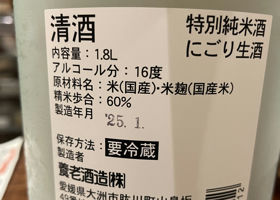 清酒
特別純米酒
にごり生酒
内容量：1.8L
アルコール分：16度
原材料名：米(国産)・米麹(国産米)
精米歩合：60%
製造年月 '25. 1.
保存方法：要冷蔵
製造者
養老酒造㈱
愛媛県大洲市肱川町山鳥坂